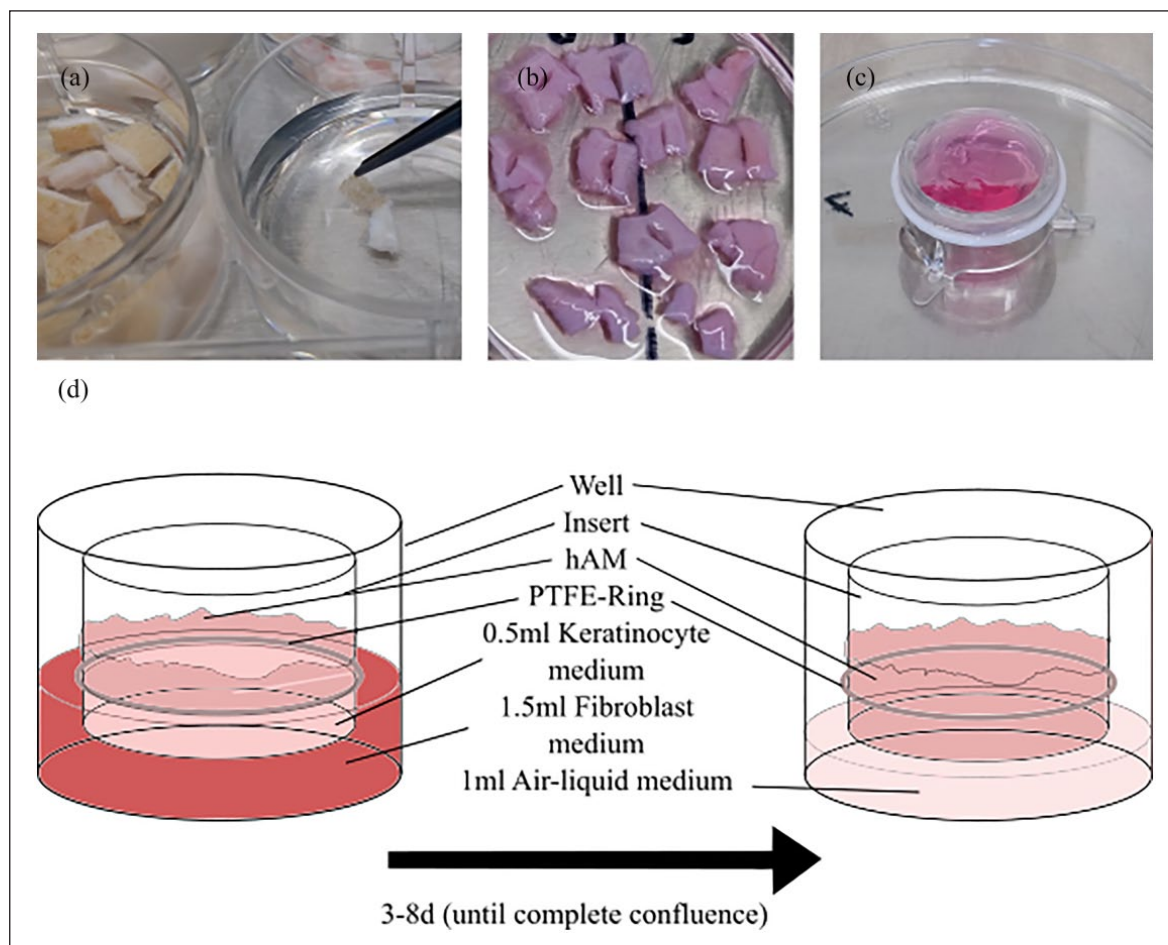 (a)
(b)
(c)
(d)
Well
Insert
hAM
PTFE-Ring
0.5ml Keratinocyte
medium
1.5ml Fibroblast
medium
1ml Air-liquid medium
3-8d (until complete confluence)